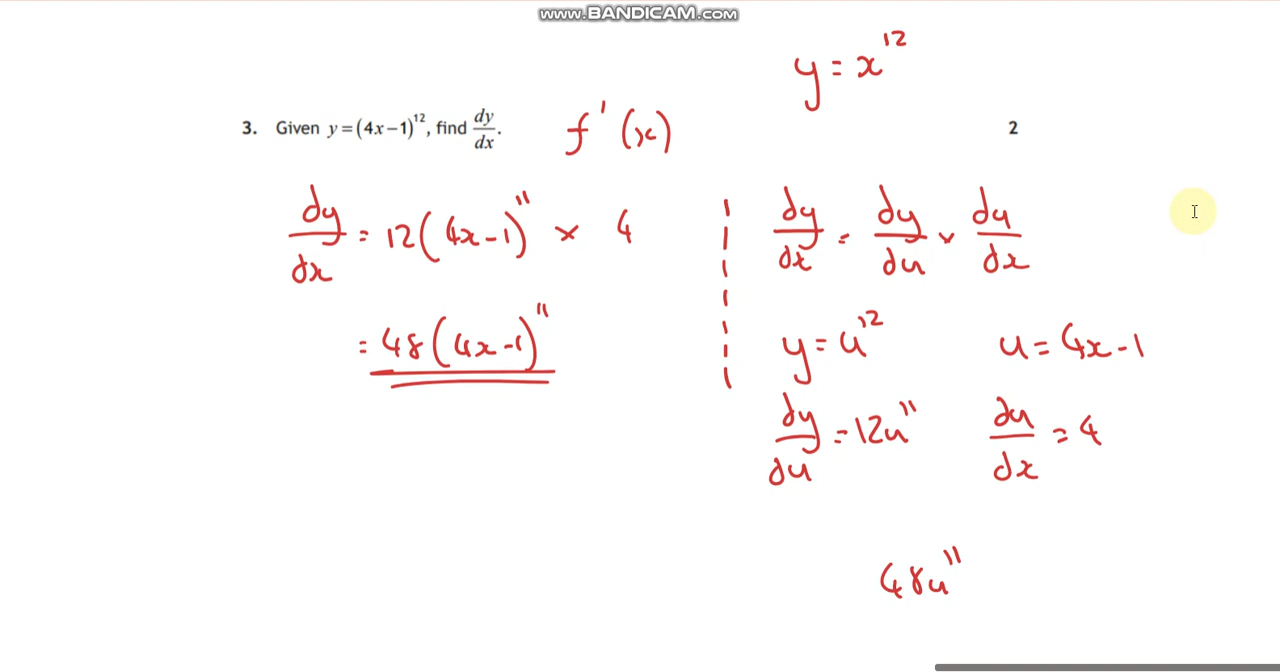 www.BANDICAM.com
y = x^12
3. Given y = (4x − 1)^12, find dy/dx. f'(x) 2
dy/dx = 12(4x − 1)^11 × 4
= 48(4x − 1)^11
dy/dx = dy/du × du/dx
y = u^12 u = 4x − 1
dy/du = 12u^11 du/dx = 4
48u^11